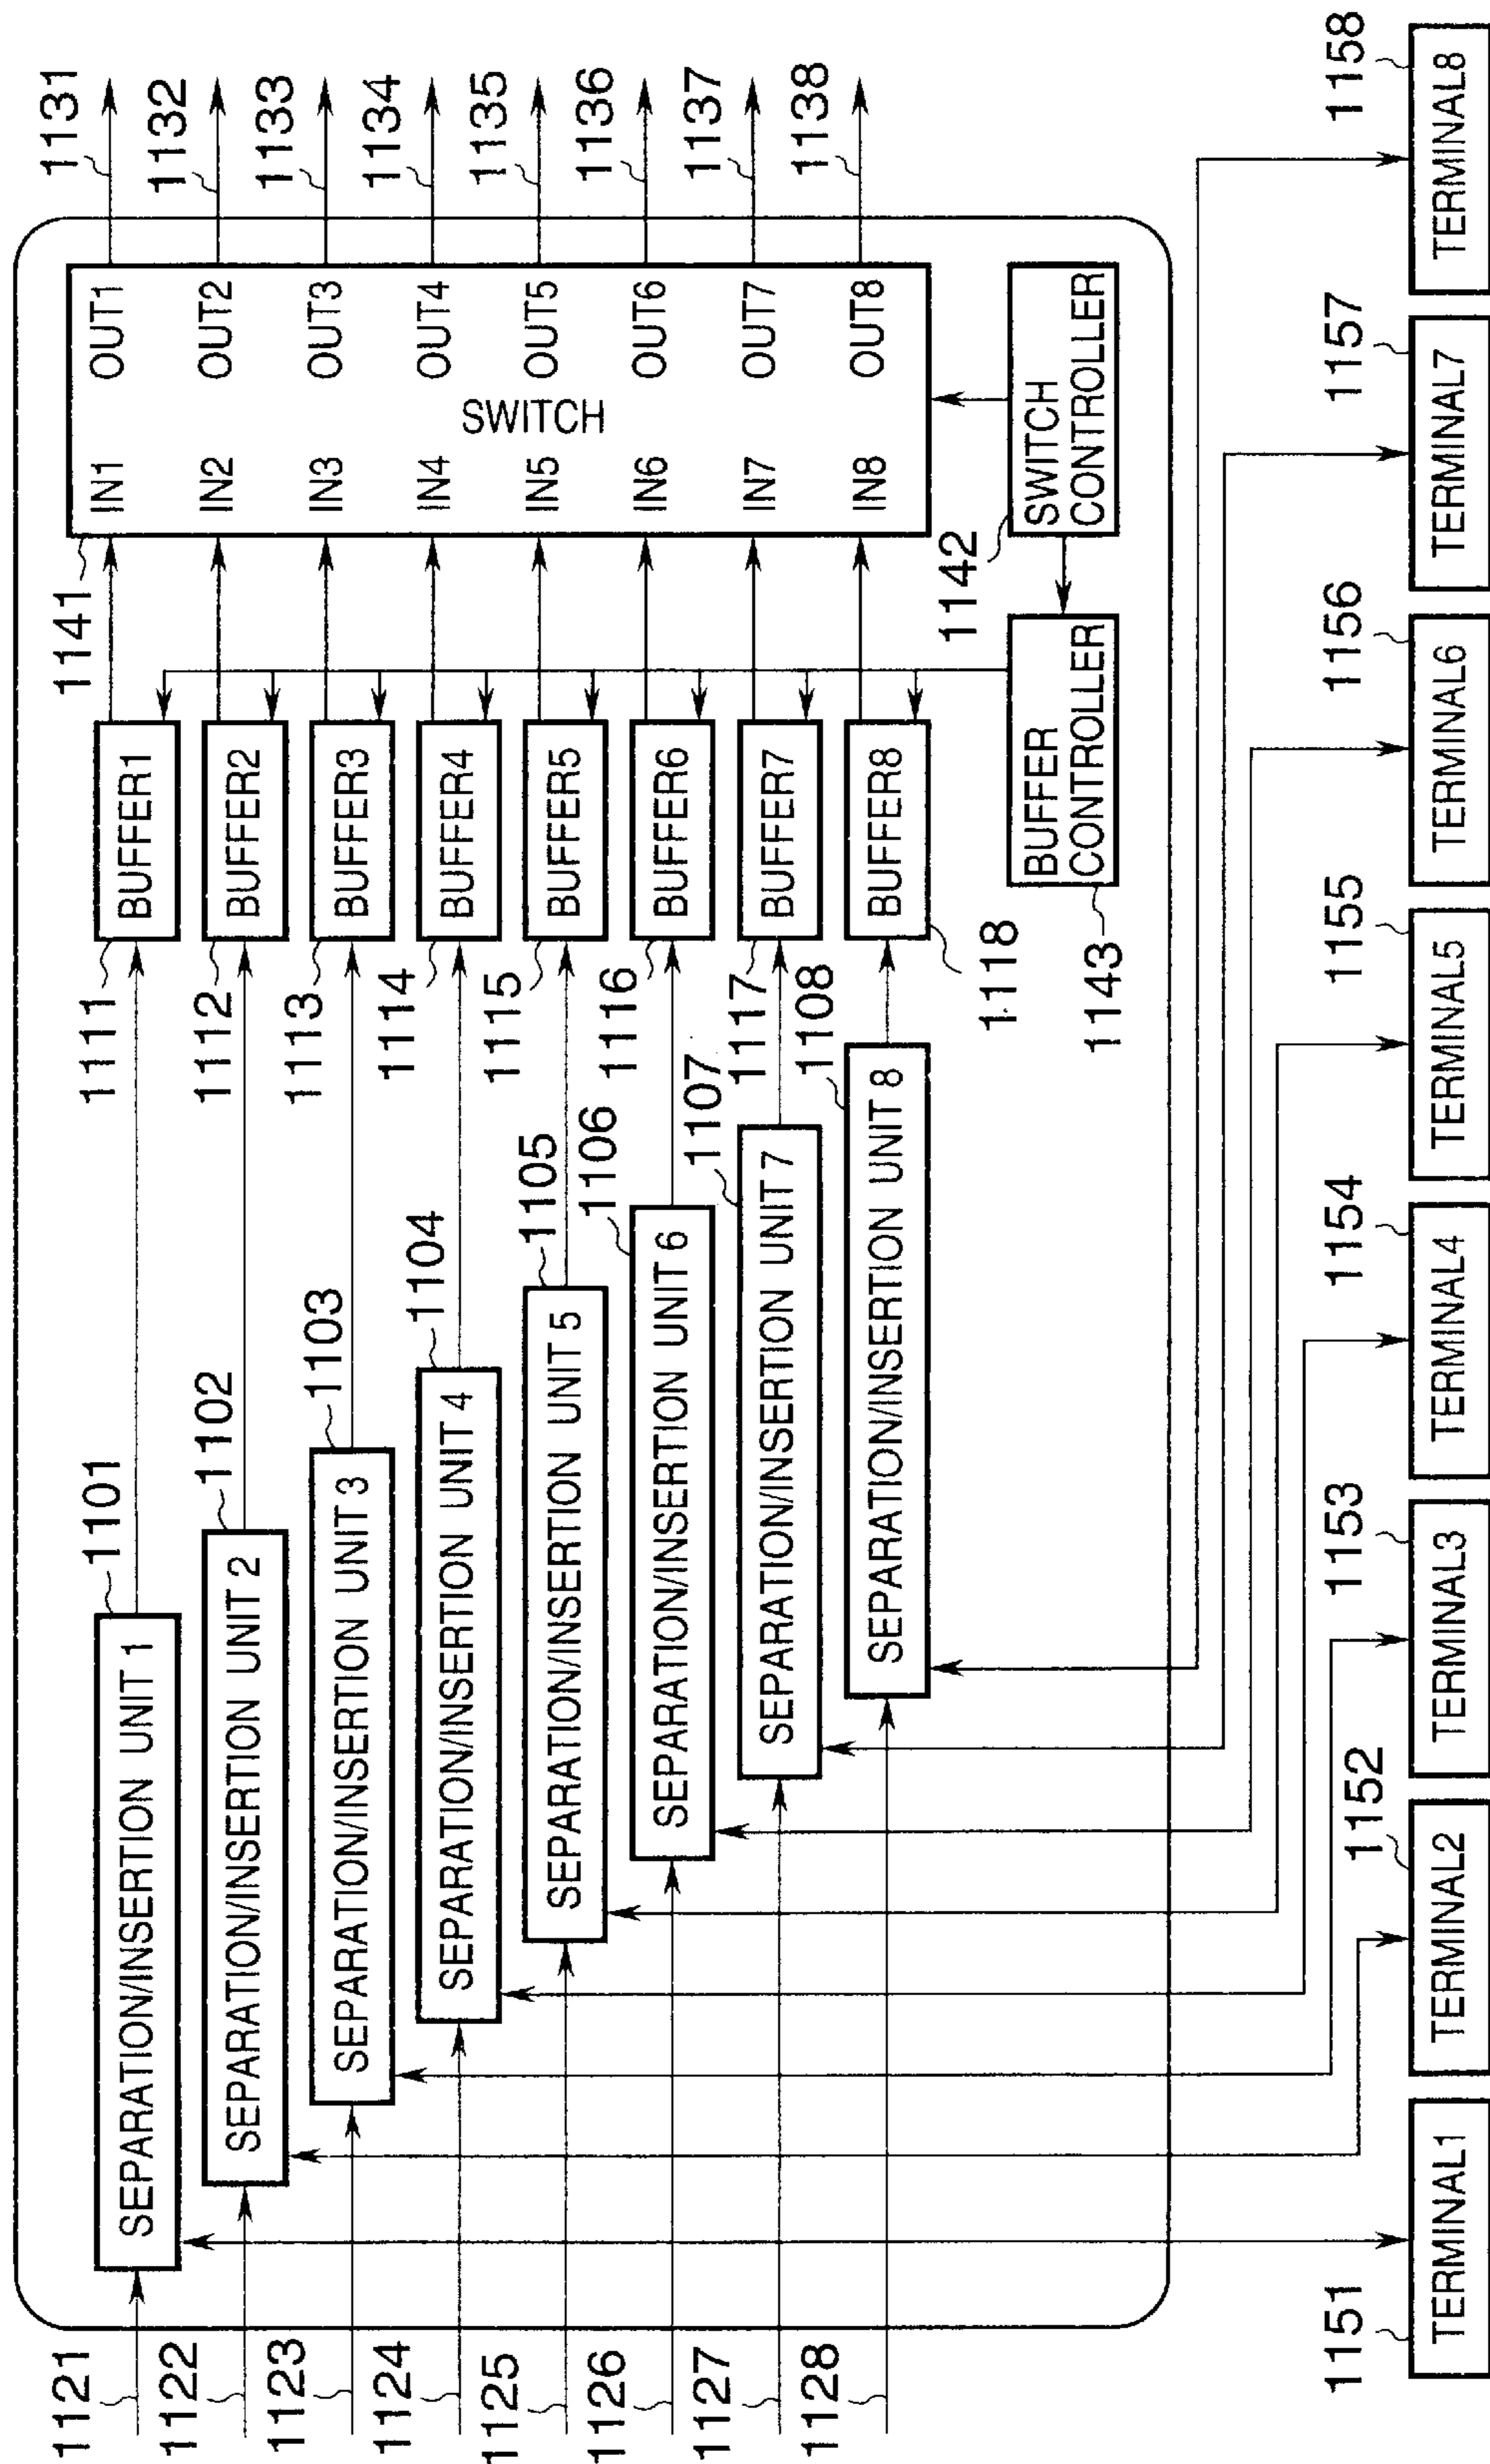 1121
1122
1123
1124
1125
1126
1127
1128
SEPARATION/INSERTION UNIT 1
1101
SEPARATION/INSERTION UNIT 2
1102
SEPARATION/INSERTION UNIT 3
1103
SEPARATION/INSERTION UNIT 4
1104
SEPARATION/INSERTION UNIT 5
1105
SEPARATION/INSERTION UNIT 6
1106
SEPARATION/INSERTION UNIT 7
1107
SEPARATION/INSERTION UNIT 8
1108
1111
BUFFER1
1112
BUFFER2
1113
BUFFER3
1114
BUFFER4
1115
BUFFER5
1116
BUFFER6
1117
BUFFER7
1118
BUFFER8
1143
BUFFER
CONTROLLER
1141
IN1
IN2
IN3
IN4
IN5
IN6
IN7
IN8
SWITCH
OUT1
OUT2
OUT3
OUT4
OUT5
OUT6
OUT7
OUT8
1142
SWITCH
CONTROLLER
1131
1132
1133
1134
1135
1136
1137
1138
1151
TERMINAL1
1152
TERMINAL2
1153
TERMINAL3
1154
TERMINAL4
1155
TERMINAL5
1156
TERMINAL6
1157
TERMINAL7
1158
TERMINAL8